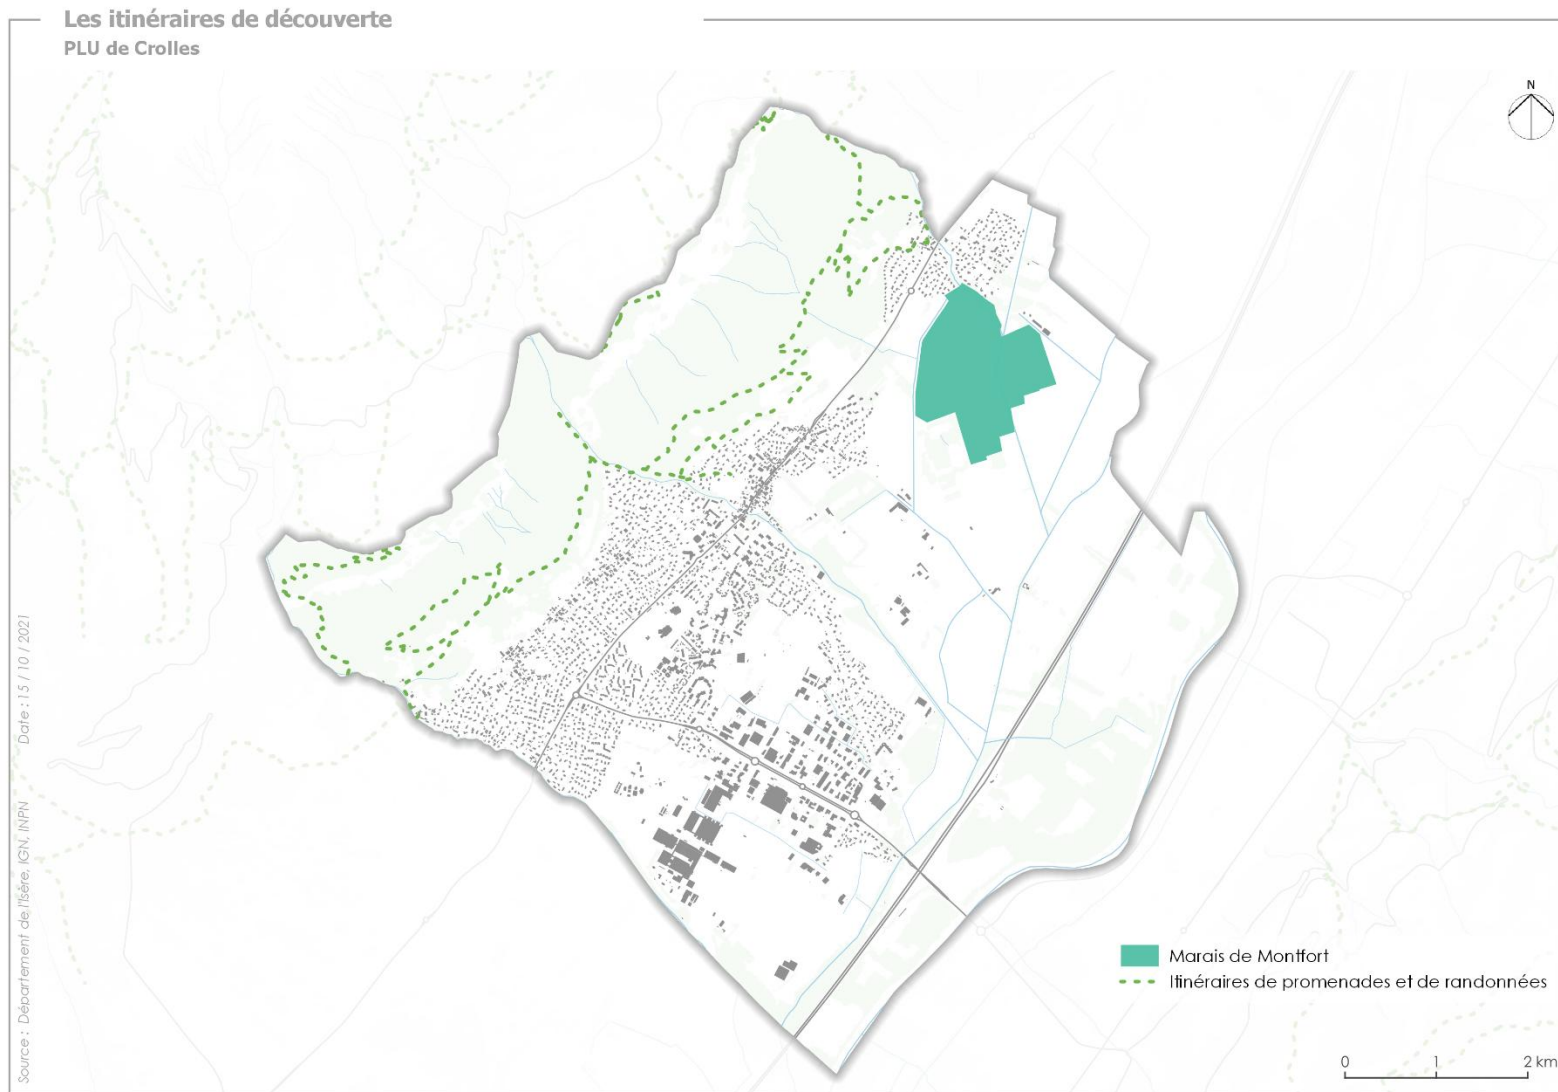 Les itinéraires de découverte
PLU de Crolles
N
Marais de Montfort
Itinéraires de promenades et de randonnées
0 1 2 km
Source : Département de l'Isère, IGN, INPN Date : 15 / 10 / 2021